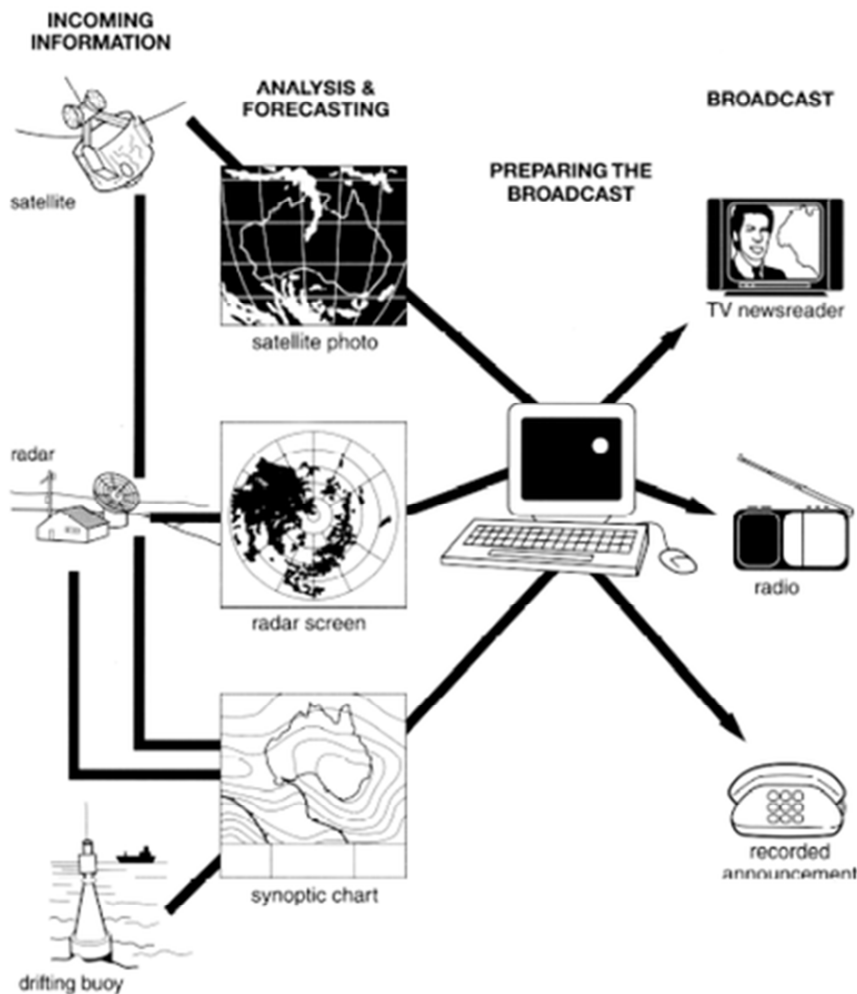 INCOMING
INFORMATION
ANALYSIS &
FORECASTING
PREPARING THE
BROADCAST
BROADCAST
satellite
satellite photo
TV newsreader
radar
radar screen
radio
synoptic chart
recorded
announcement
drifting buoy